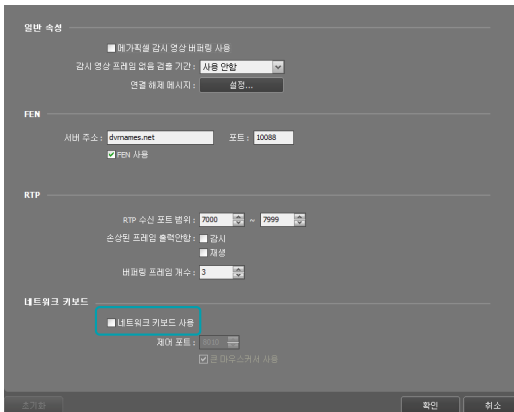 일반 속성
메가픽셀 감시 영상 버퍼링 사용
감시 영상 프레임 없음 검출 기간 : 사용 안함
연결 해제 메시지 : 설정...
FEN
서버 주소 : dvrnames.net 포트 : 10088
FEN 사용
RTP
RTP 수신 포트 범위 : 7000 ~ 7999
손상된 프레임 출력안함 : 감시
재생
버퍼링 프레임 개수 : 3
네트워크 키보드
네트워크 키보드 사용
제어 포트 : 8010
큰 마우스커서 사용
초기화 확인 취소